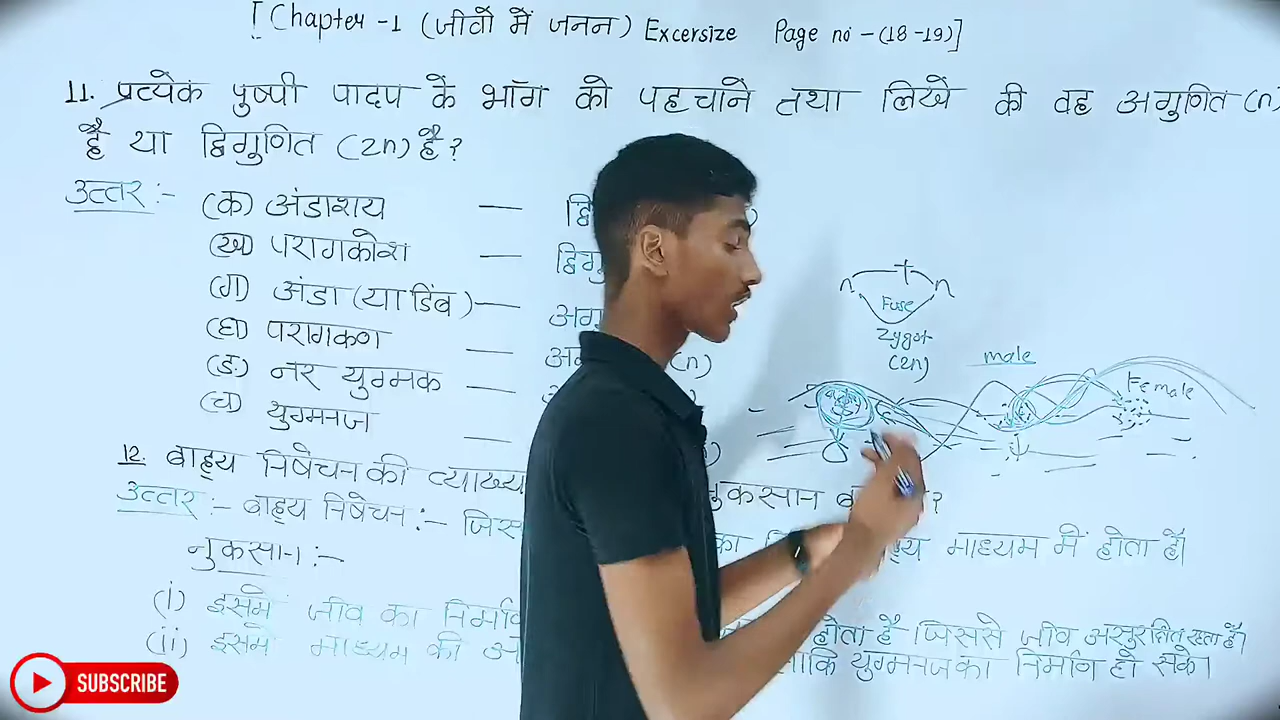 [Chapter -1 (जीवों में जनन) Excersize Page no -(18-19)]
11. प्रत्येक पुष्पी पादप के भाँग को पहचाने तथा लिखें की वह अगुणित (n)
है या द्विगुणित (2n) है?
उत्तर :- (क) अंडाशय — द्वि
(ख) परागकोश — द्विगु
(ग) अंडा (या डिंब) — अगु
(घ) परागकण — (n)
(ङ) नर युग्मक —
(च) युग्मनज —
n + n
Fuse
Zygot
(2n)
male
Female
12. बाह्य निषेचन की व्याख्य नुकसान ?
उत्तर :- बाह्य निषेचन :- जिस का माध्यम में होता है।
नुकसान :-
(i) इसमे जीव का निर्मा होता है जिससे जीव असुरक्षित रहता है।
(ii) इसमे माध्यम की ताकि युग्मनज का निर्माण हो सके।
SUBSCRIBE